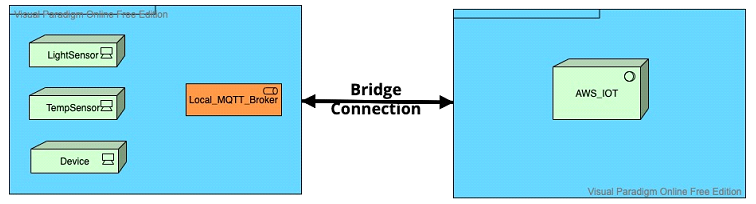 Visual Paradigm Online Free Edition
LightSensor
TempSensor
Device
Local_MQTT_Broker
Bridge
Connection
AWS_IOT
Visual Paradigm Online Free Edition